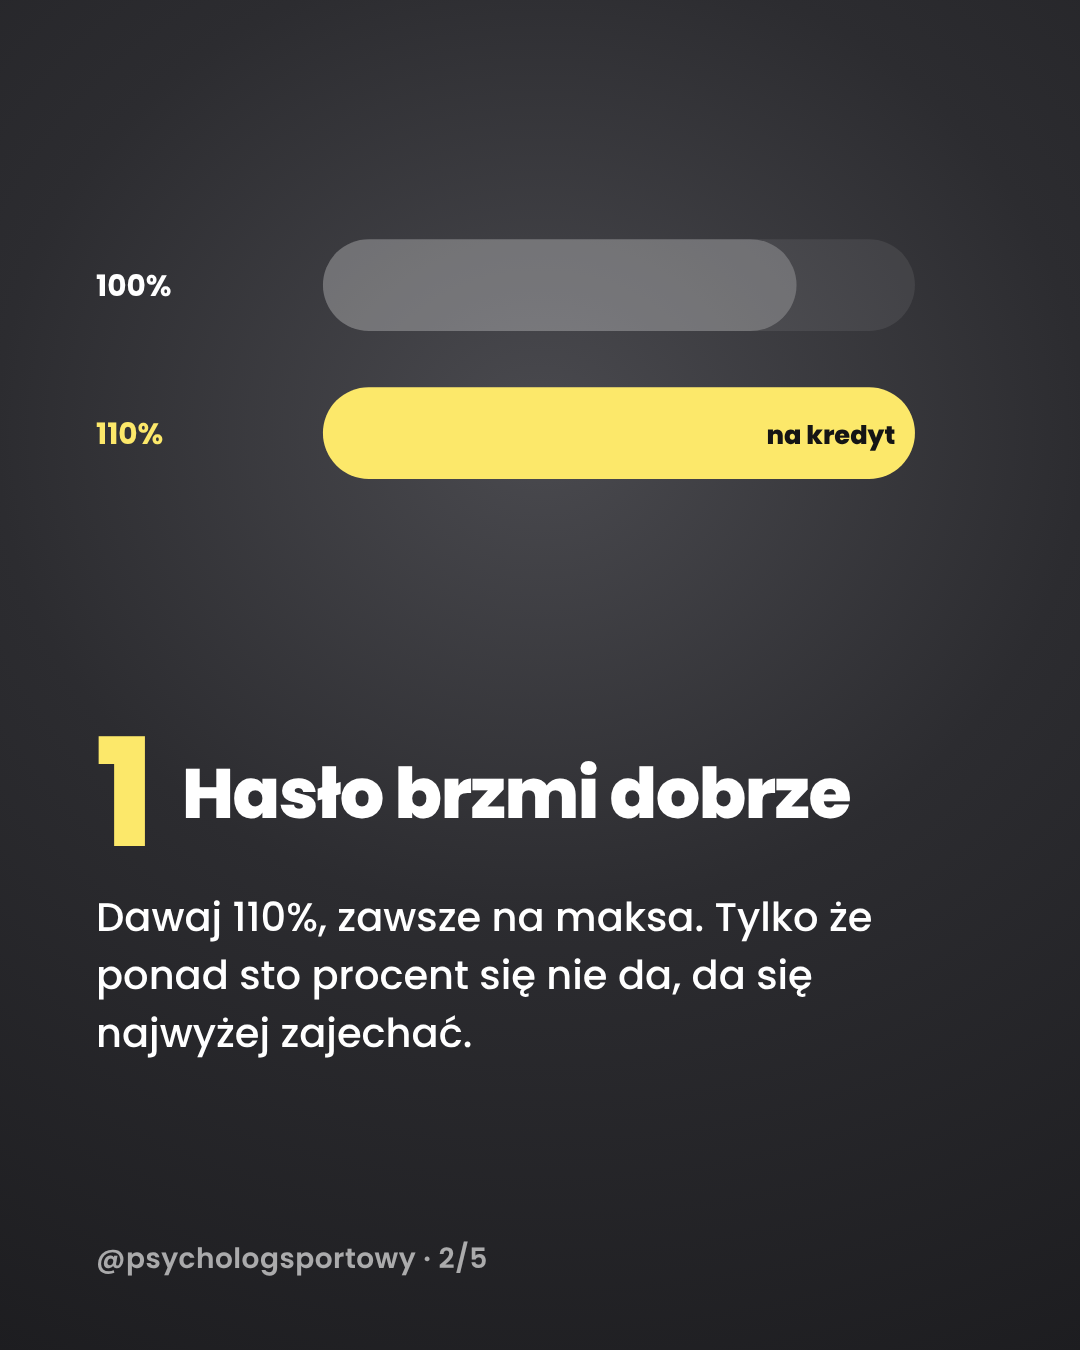 100%
110%
na kredyt
1 Hasło brzmi dobrze
Dawaj 110%, zawsze na maksa. Tylko że
ponad sto procent się nie da, da się
najwyżej zajechać.
@psychologsportowy · 2/5